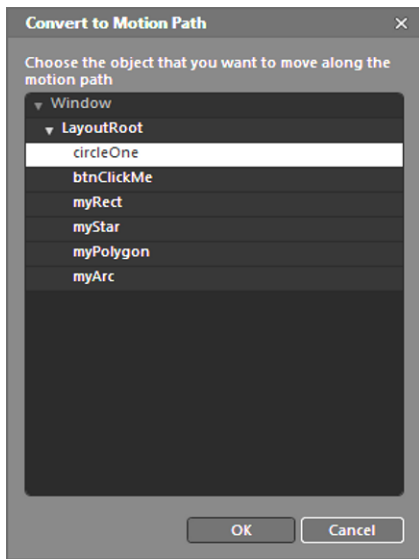 Convert to Motion Path
Choose the object that you want to move along the
motion path
Window
LayoutRoot
circleOne
btnClickMe
myRect
myStar
myPolygon
myArc
OK Cancel